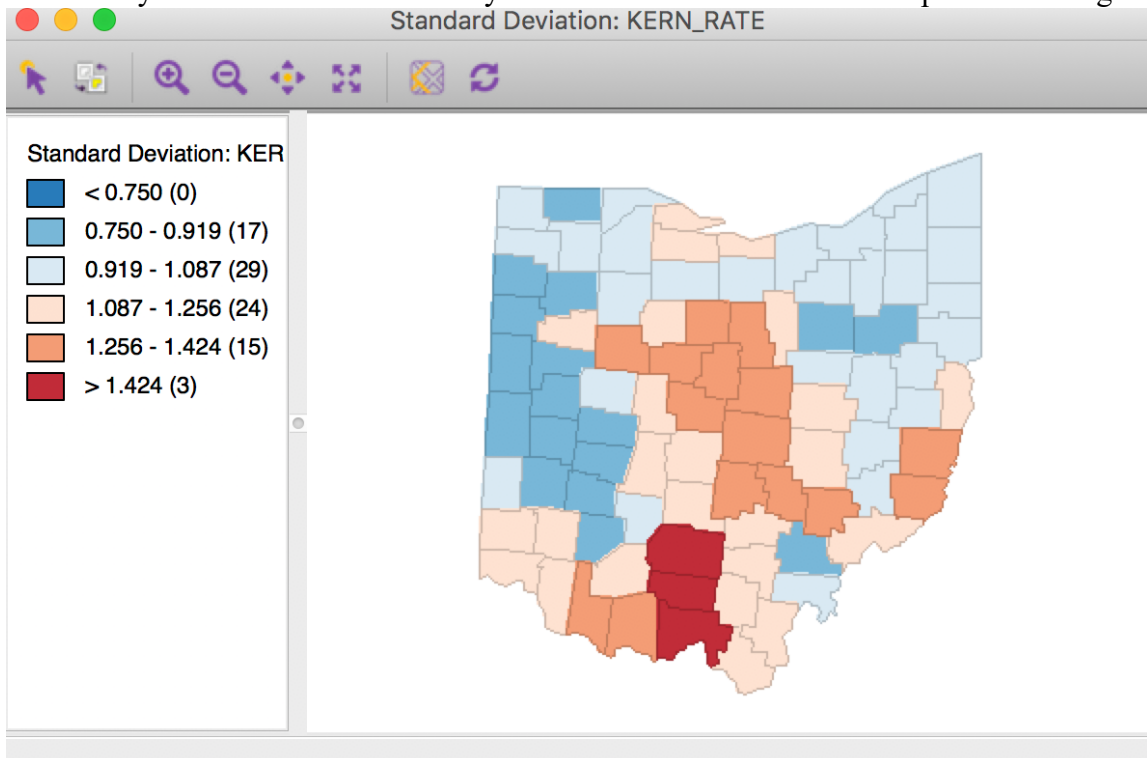 Standard Deviation: KERN_RATE
Standard Deviation: KER
< 0.750 (0)
0.750 - 0.919 (17)
0.919 - 1.087 (29)
1.087 - 1.256 (24)
1.256 - 1.424 (15)
> 1.424 (3)